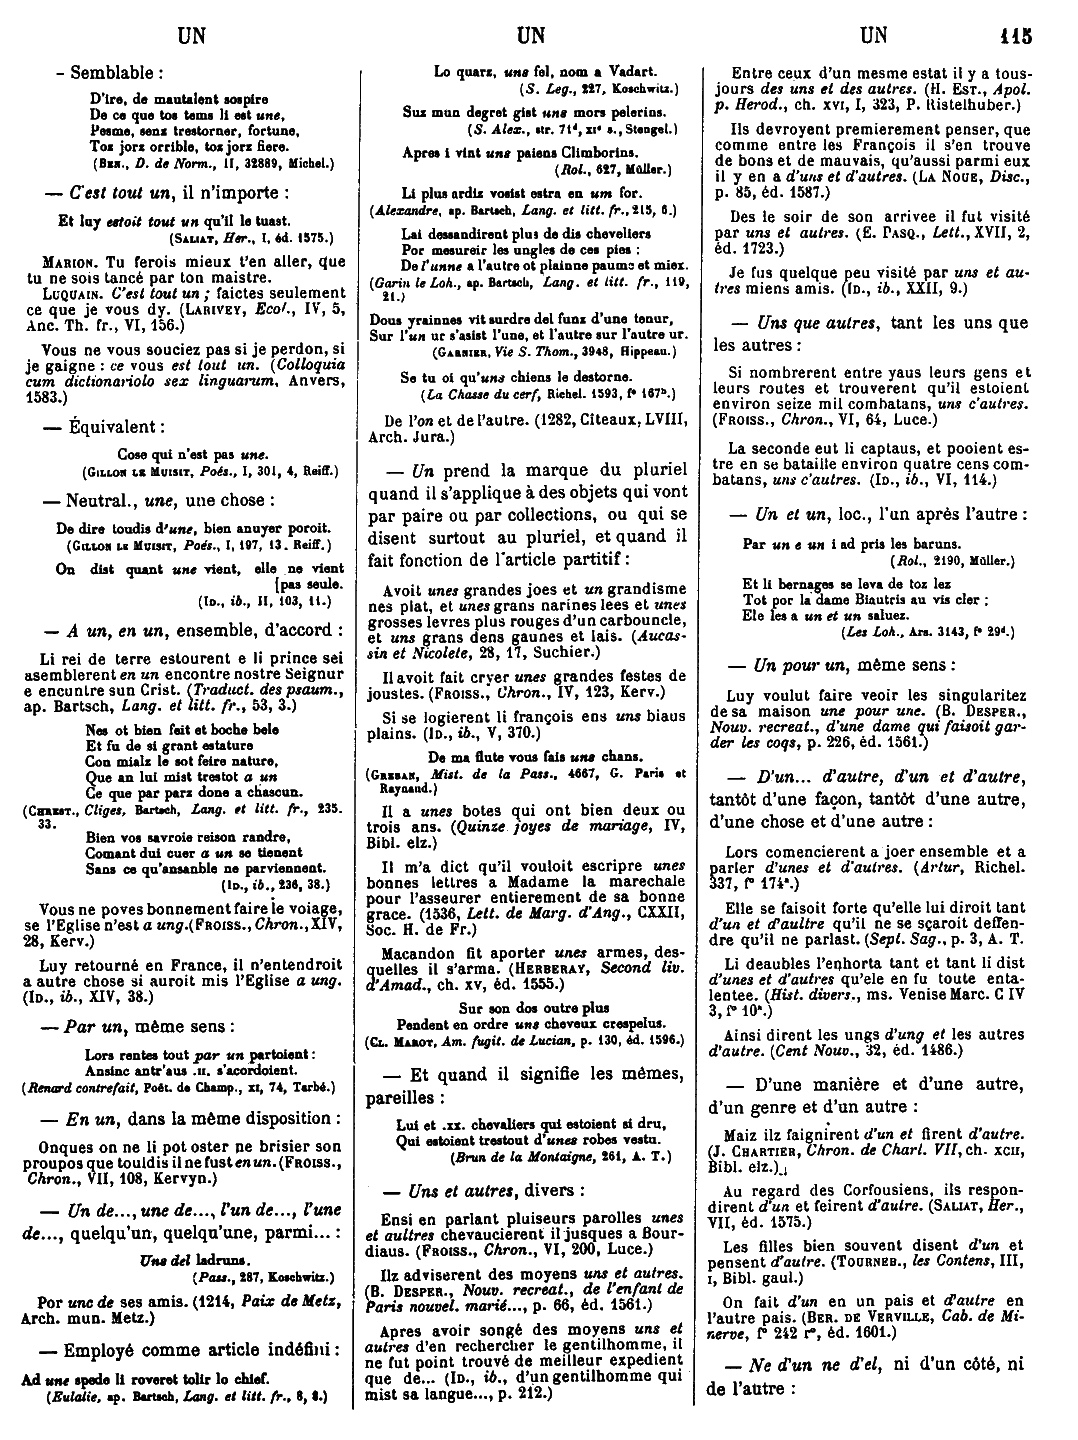 UN
UN
UN
115
– Semblable :
D'ire, de mautalent sospire
De ce que tos tems li est une,
Pesme, senz trestorner, fortune,
Toz jorz orrible, toz jorz fiere.
(Ben., D. de Norm., II, 32889, Michel.)
— C'est tout un, il n'importe :
Et luy estoit tout un qu'il le tuast.
(Saliat, Her., I, éd. 1575.)
Marion. Tu ferois mieux t'en aller, que
tu ne sois tancé par ton maistre.
Luquain. C'est tout un ; faictes seulement
ce que je vous dy. (Larivey, Escol., IV, 5,
Anc. Th. fr., VI, 156.)
Vous ne vous souciez pas si je perdon, si
je gaigne : ce vous est tout un. (Colloquia
cum dictionariolo sex linguarum, Anvers,
1583.)
— Équivalent :
Cose qui n'est pas une.
(Gillon le Muisit, Poés., I, 301, 4, Reiff.)
— Neutral., une, une chose :
De dire toudis d'une, bien anuyer poroit.
(Gillon le Muisit, Poés., I, 197, 13. Reiff.)
On dist quant une vient, elle ne vient
[pas seule.
(Id., ib., II, 103, 11.)
— A un, en un, ensemble, d'accord :
Li rei de terre estourent e li prince sei
asemblerent en un encontre nostre Seignur
e encuntre sun Crist. (Traduct. des psaum.,
ap. Bartsch, Lang. et litt. fr., 53, 3.)
Nes ot bien feit et boche bele
Et fu de si grant estature
Con mialz le sot feire nature,
Que an lui mist trestot a un
Ce que par parz done a chascun.
(Chrest., Cliges, Bartsch, Lang. et litt. fr., 235.
33.
Bien vos savroie reison randre,
Comant dui cuer a un se tienent
Sans ce qu'ansanble ne parviennent.
(Id., ib., 236, 38.)
Vous ne poves bonnement faire le voiage,
se l'Eglise n'est a ung. (Froiss., Chron., XIV,
28, Kerv.)
Luy retourné en France, il n'entendroit
a autre chose si auroit mis l'Eglise a ung.
(Id., ib., XIV, 38.)
— Par un, même sens :
Lors rentes tout par un partoient :
Ansinc antr'aus .II. s'acordoient.
(Renard contrefait, Poët. de Champ., XI, 74, Tarbé.)
— En un, dans la même disposition :
Onques on ne li pot oster ne brisier son
proupos que touldis il ne fust en un. (Froiss.,
Chron., VII, 108, Kervyn.)
— Un de..., une de..., l'un de..., l'une
de..., quelqu'un, quelqu'une, parmi... :
Uns del ladruns.
(Pass., 287, Koschwitz.)
Por unc de ses amis. (1214, Paix de Metz,
Arch. mun. Metz.)
— Employé comme article indéfini :
Ad une spede li roveret tolir lo chief.
(Eulalie, ap. Bartsch, Lang. et litt. fr., 6, 8.)
Lo quarz, uns fel, nom a Vadart.
(S. Leg., 227, Koschwitz.)
Suz mun degret gist uns morz pelerins.
(S. Alex., str. 71d, XIe s., Stengel.)
Apres i vint uns paiens Climborins.
(Rol., 627, Müller.)
Li plus ardiz vosist estra en um for.
(Alexandre, ap. Bartsch, Lang. et litt. fr., 215, 6.)
Lai dessandirent plus de dis chevellers
Por mesureir les ungles de ces pies :
De l'unne a l'autre ot plainne paume et miex.
(Garin le Loh., ap. Bartsch, Lang. et litt. fr., 119,
21.)
Dous yrainnes vit surdre del funz d'une tenur,
Sur l'un ur s'asist l'une, et l'autre sur l'autre ur.
(Garnier, Vie S. Thom., 3948, Hippeau.)
Se tu oi qu'uns chiens le destorne.
(La Chasse du cerf, Richel. 1593, fo 167b.)
De l'on et de l'autre. (1282, Citeaux, LVIII,
Arch. Jura.)
— Un prend la marque du pluriel
quand il s'applique à des objets qui vont
par paire ou par collections, ou qui se
disent surtout au pluriel, et quand il
fait fonction de l'article partitif :
Avoit unes grandes joes et un grandisme
nes plat, et unes grans narines lees et unes
grosses levres plus rouges d'un carbouncle,
et uns grans dens gaunes et lais. (Aucas-
sin et Nicolete, 28, 17, Suchier.)
Il avoit fait cryer unes grandes festes de
joustes. (Froiss., Chron., IV, 123, Kerv.)
Si se logierent li françois ens uns biaus
plains. (Id., ib., V, 370.)
De ma flute vous fais uns chans.
(Greban, Mist. de la Pass., 4667, G. Paris et
Raynaud.)
Il a unes botes qui ont bien deux ou
trois ans. (Quinze joyes de mariage, IV,
Bibl. elz.)
Il m'a dict qu'il vouloit escripre unes
bonnes lettres a Madame la marechale
pour l'asseurer entierement de sa bonne
grace. (1536, Lett. de Marg. d'Ang., CXXII,
Soc. H. de Fr.)
Macandon fit aporter unes armes, des-
quelles il s'arma. (Herberay, Second liv.
d'Amad., ch. XV, éd. 1555.)
Sur son dos outre plus
Pendent en ordre uns cheveux crespelus.
(Cl. Marot, Am. fugit. de Lucian, p. 130, éd. 1596.)
— Et quand il signifie les mêmes,
pareilles :
Lui et .XX. chevaliers qui estoient si dru,
Qui estoient trestout d'unes robes vestu.
(Brun de la Montaigne, 261, A. T.)
— Uns et autres, divers :
Ensi en parlant pluiseurs parolles unes
et aultres chevaucierent il jusques a Bour-
diaus. (Froiss., Chron., VI, 200, Luce.)
Ilz adviserent des moyens uns et autres.
(B. Desper., Nouv. recreat., de l'enfant de
Paris nouvel. marié..., p. 66, éd. 1561.)
Apres avoir songé des moyens uns et
autres d'en rechercher le gentilhomme, il
ne fut point trouvé de meilleur expedient
que de... (Id., ib., d'un gentilhomme qui
mist sa langue..., p. 212.)
Entre ceux d'un mesme estat il y a tous-
jours des uns et des autres. (H. Est., Apol.
p. Herod., ch. XVI, I, 323, P. Ristelhuber.)
Ils devroyent premierement penser, que
comme entre les François il s'en trouve
de bons et de mauvais, qu'aussi parmi eux
il y en a d'uns et d'autres. (La Noue, Disc.,
p. 85, éd. 1587.)
Des le soir de son arrivee il fut visité
par uns et autres. (E. Pasq., Lett., XVII, 2,
éd. 1723.)
Je fus quelque peu visité par uns et au-
tres miens amis. (Id., ib., XXII, 9.)
— Uns que autres, tant les uns que
les autres :
Si nombrerent entre yaus leurs gens et
leurs routes et trouverent qu'il estoient
environ seize mil combatans, uns c'autres.
(Froiss., Chron., VI, 64, Luce.)
La seconde eut li captaus, et pooient es-
tre en se bataille environ quatre cens com-
batans, uns c'autres. (Id., ib., VI, 114.)
— Un et un, loc., l'un après l'autre :
Par un e un i ad pris les baruns.
(Rol., 2190, Müller.)
Et li bernages se leva de toz lez
Tot por la dame Biautris au vis cler ;
Ele les a un et un saluez.
(Les Loh., Ars. 3143, fo 29d.)
— Un pour un, même sens :
Luy voulut faire veoir les singularitez
de sa maison une pour une. (B. Desper.,
Nouv. recreat., d'une dame qui faisoit gar-
der les coqs, p. 226, éd. 1561.)
— D'un... d'autre, d'un et d'autre,
tantôt d'une façon, tantôt d'une autre,
d'une chose et d'une autre :
Lors comencierent a joer ensemble et a
parler d'unes et d'autres. (Artur, Richel.
337, fo 174a.)
Elle se faisoit forte qu'elle lui diroit tant
d'un et d'aultre qu'il ne se sçaroit deffen-
dre qu'il ne parlast. (Sept. Sag., p. 3, A. T.
Li deaubles l'enhorta tant et tant li dist
d'unes et d'autres qu'ele en fu toute enta-
lentee. (Hist. divers., ms. Venise Marc. C IV
3, fo 10a.)
Ainsi dirent les ungs d'ung et les autres
d'autre. (Cent Nouv., 32, éd. 1486.)
— D'une manière et d'une autre,
d'un genre et d'un autre :
Maiz ilz faignirent d'un et firent d'autre.
(J. Chartier, Chron. de Charl. VII, ch. XCII,
Bibl. elz.)
Au regard des Corfousiens, ils respon-
dirent d'un et feirent d'autre. (Saliat, Her.,
VII, éd. 1575.)
Les filles bien souvent disent d'un et
pensent d'autre. (Tourneb., les Contens, III,
I, Bibl. gaul.)
On fait d'un en un pais et d'autre en
l'autre pais. (Ber. de Verville, Cab. de Mi-
nerve, fo 242 ro, éd. 1601.)
— Ne d'un ne d'el, ni d'un côté, ni
de l'autre :